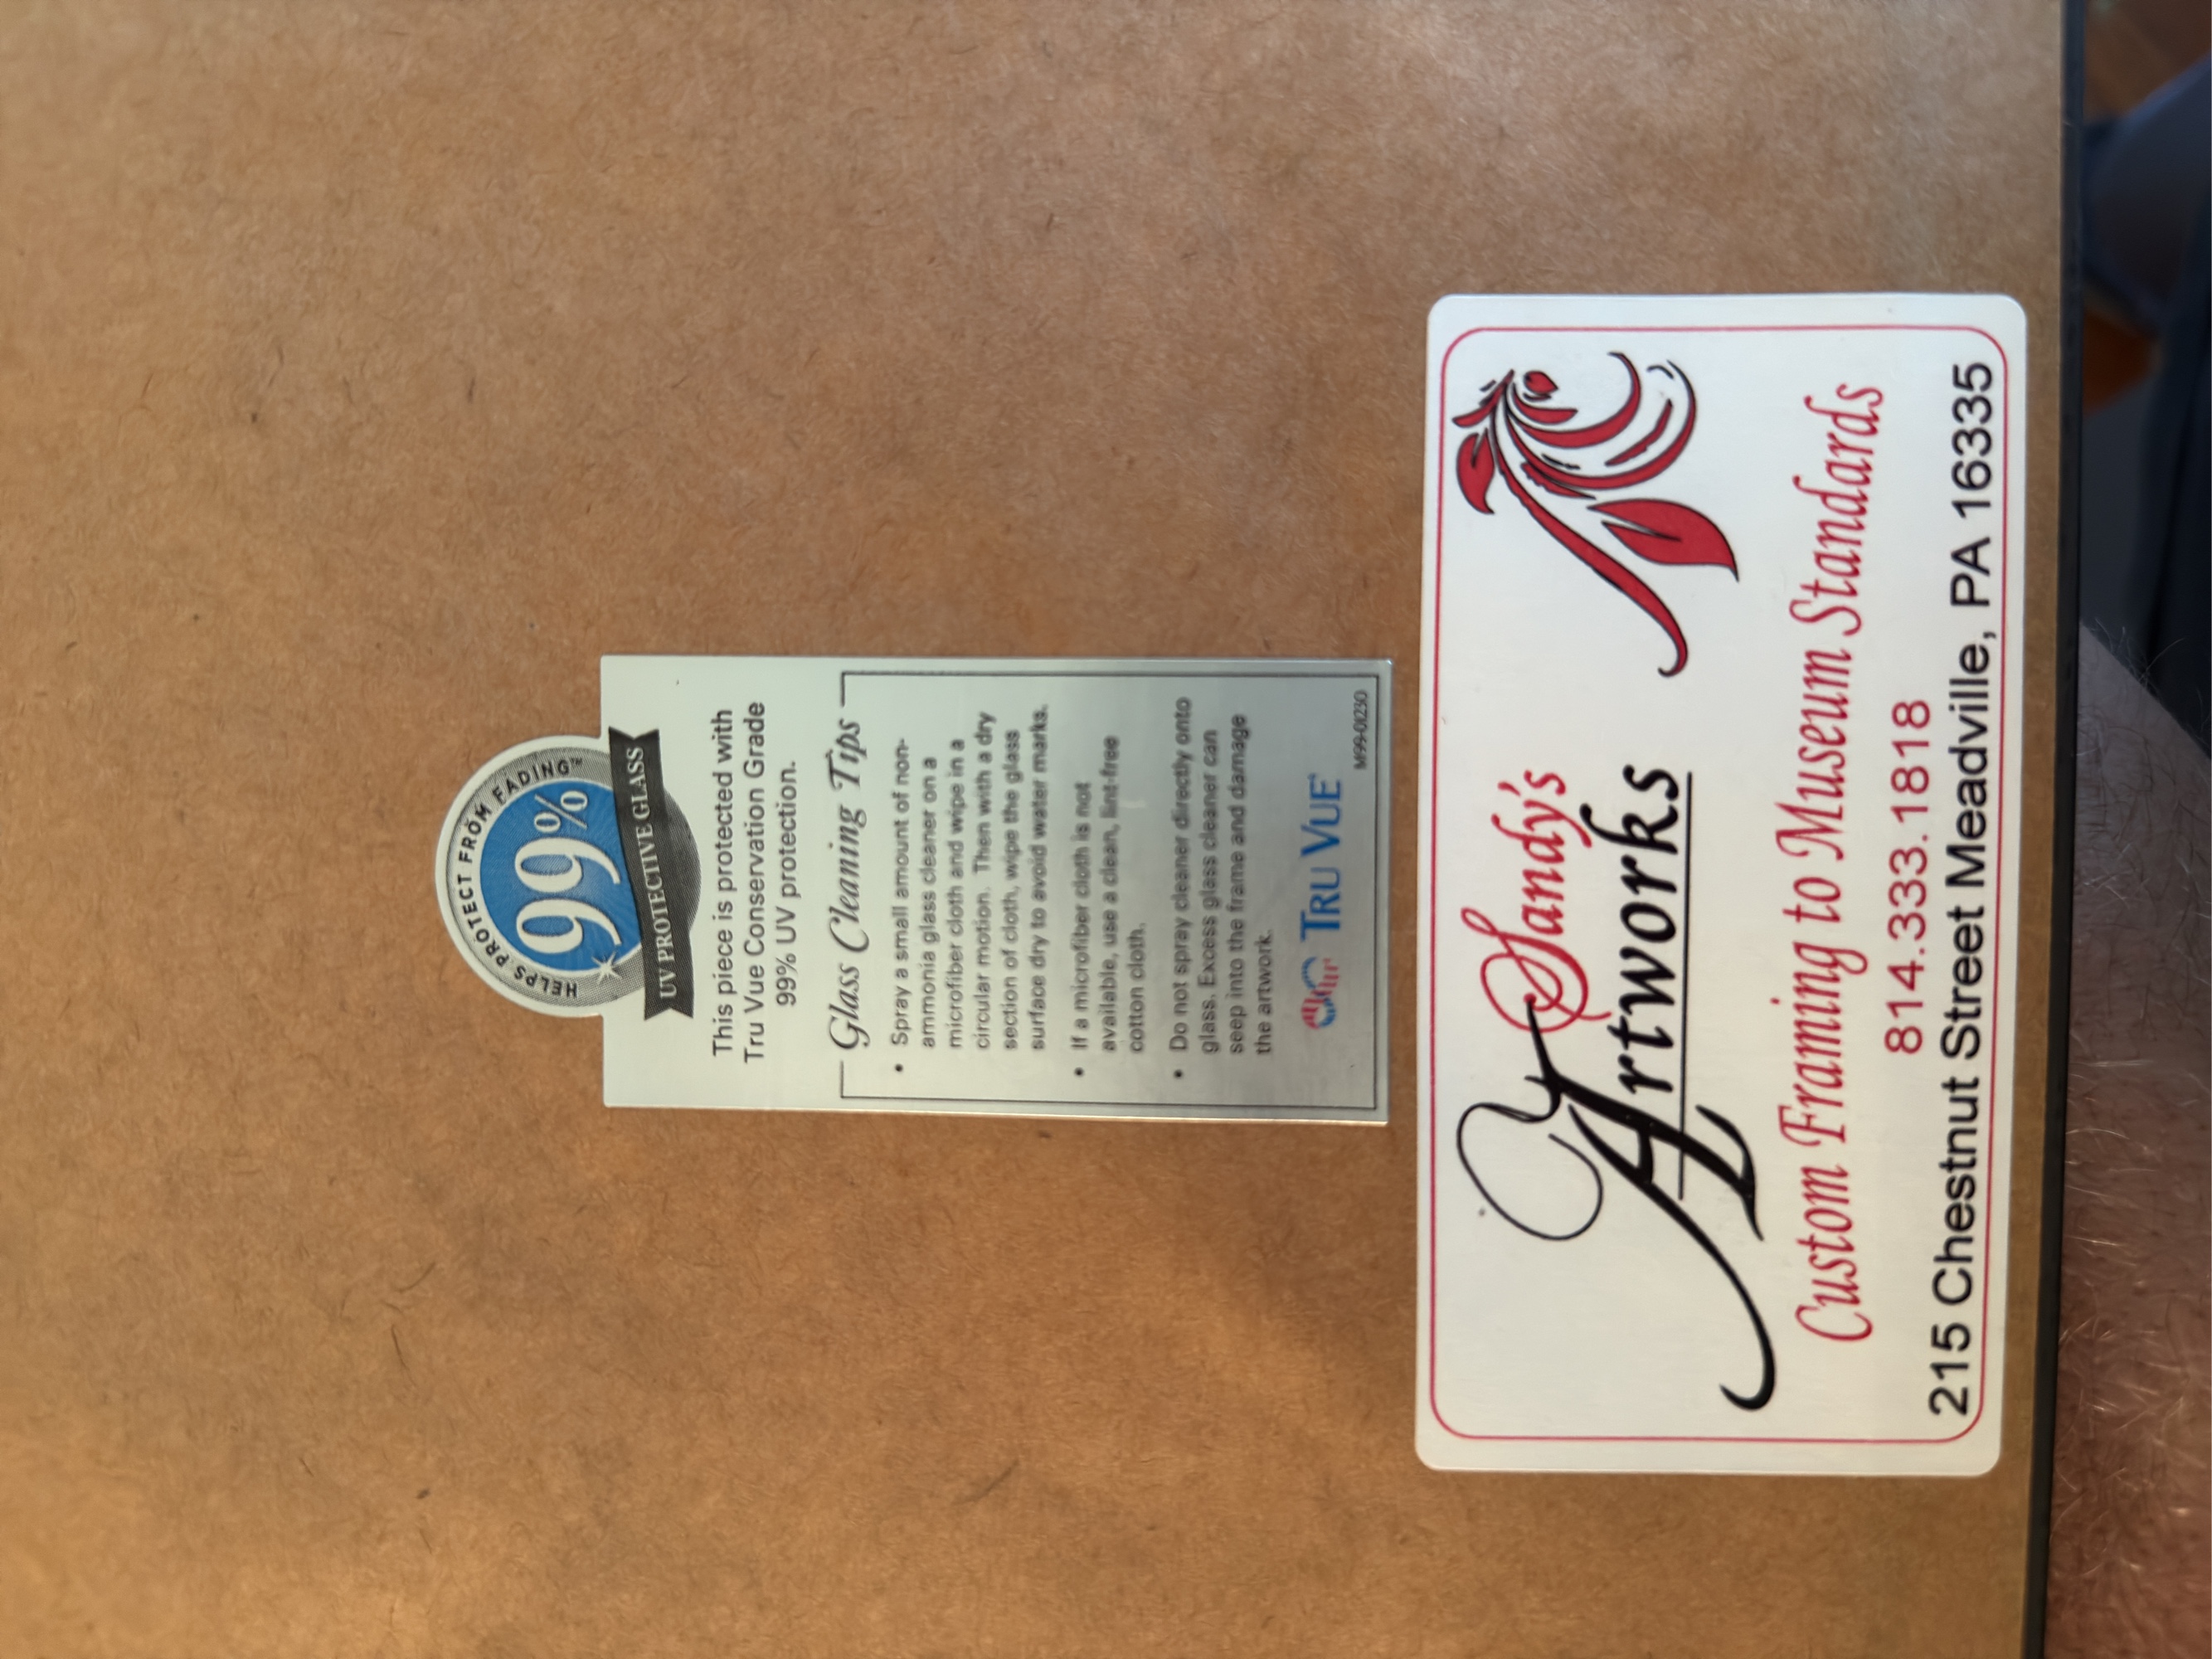 HELPS PROTECT FROM FADING™
99%
UV PROTECTIVE GLASS
This piece is protected with
Tru Vue Conservation Grade
99% UV protection.
Glass Cleaning Tips
• Spray a small amount of non-
ammonia glass cleaner on a
microfiber cloth and wipe in a
circular motion. Then with a dry
section of cloth, wipe the glass
surface dry to avoid water marks.
• If a microfiber cloth is not
available, use a clean, lint-free
cotton cloth.
• Do not spray cleaner directly onto
glass. Excess glass cleaner can
seep into the frame and damage
the artwork.
TRU VUE®
M99-01230
Sandy's
Artworks
Custom Framing to Museum Standards
814.333.1818
215 Chestnut Street Meadville, PA 16335